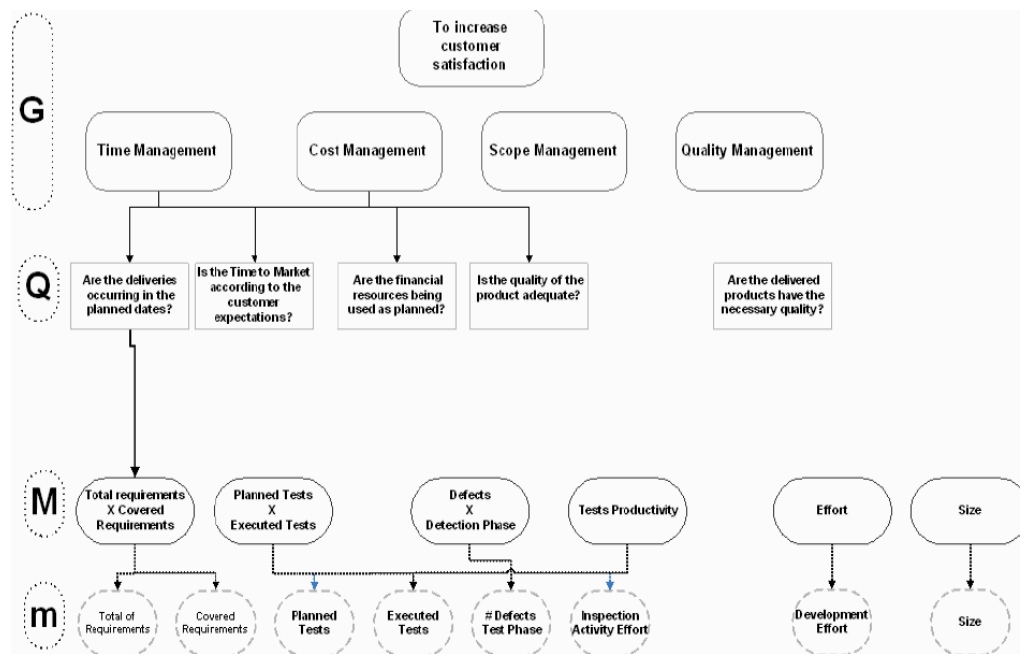 To increase
customer
satisfaction
G
Time Management
Cost Management
Scope Management
Quality Management
Q
Are the deliveries
occurring in the
planned dates?
Is the Time to Market
according to the
customer
expectations?
Are the financial
resources being
used as planned?
Is the quality of the
product adequate?
Are the delivered
products have the
necessary quality?
M
Total requirements
X Covered
Requirements
Planned Tests
X
Executed Tests
Defects
X
Detection Phase
Tests Productivity
Effort
Size
m
Total of
Requirements
Covered
Requirements
Planned
Tests
Executed
Tests
# Defects
Test Phase
Inspection
Activity Effort
Development
Effort
Size